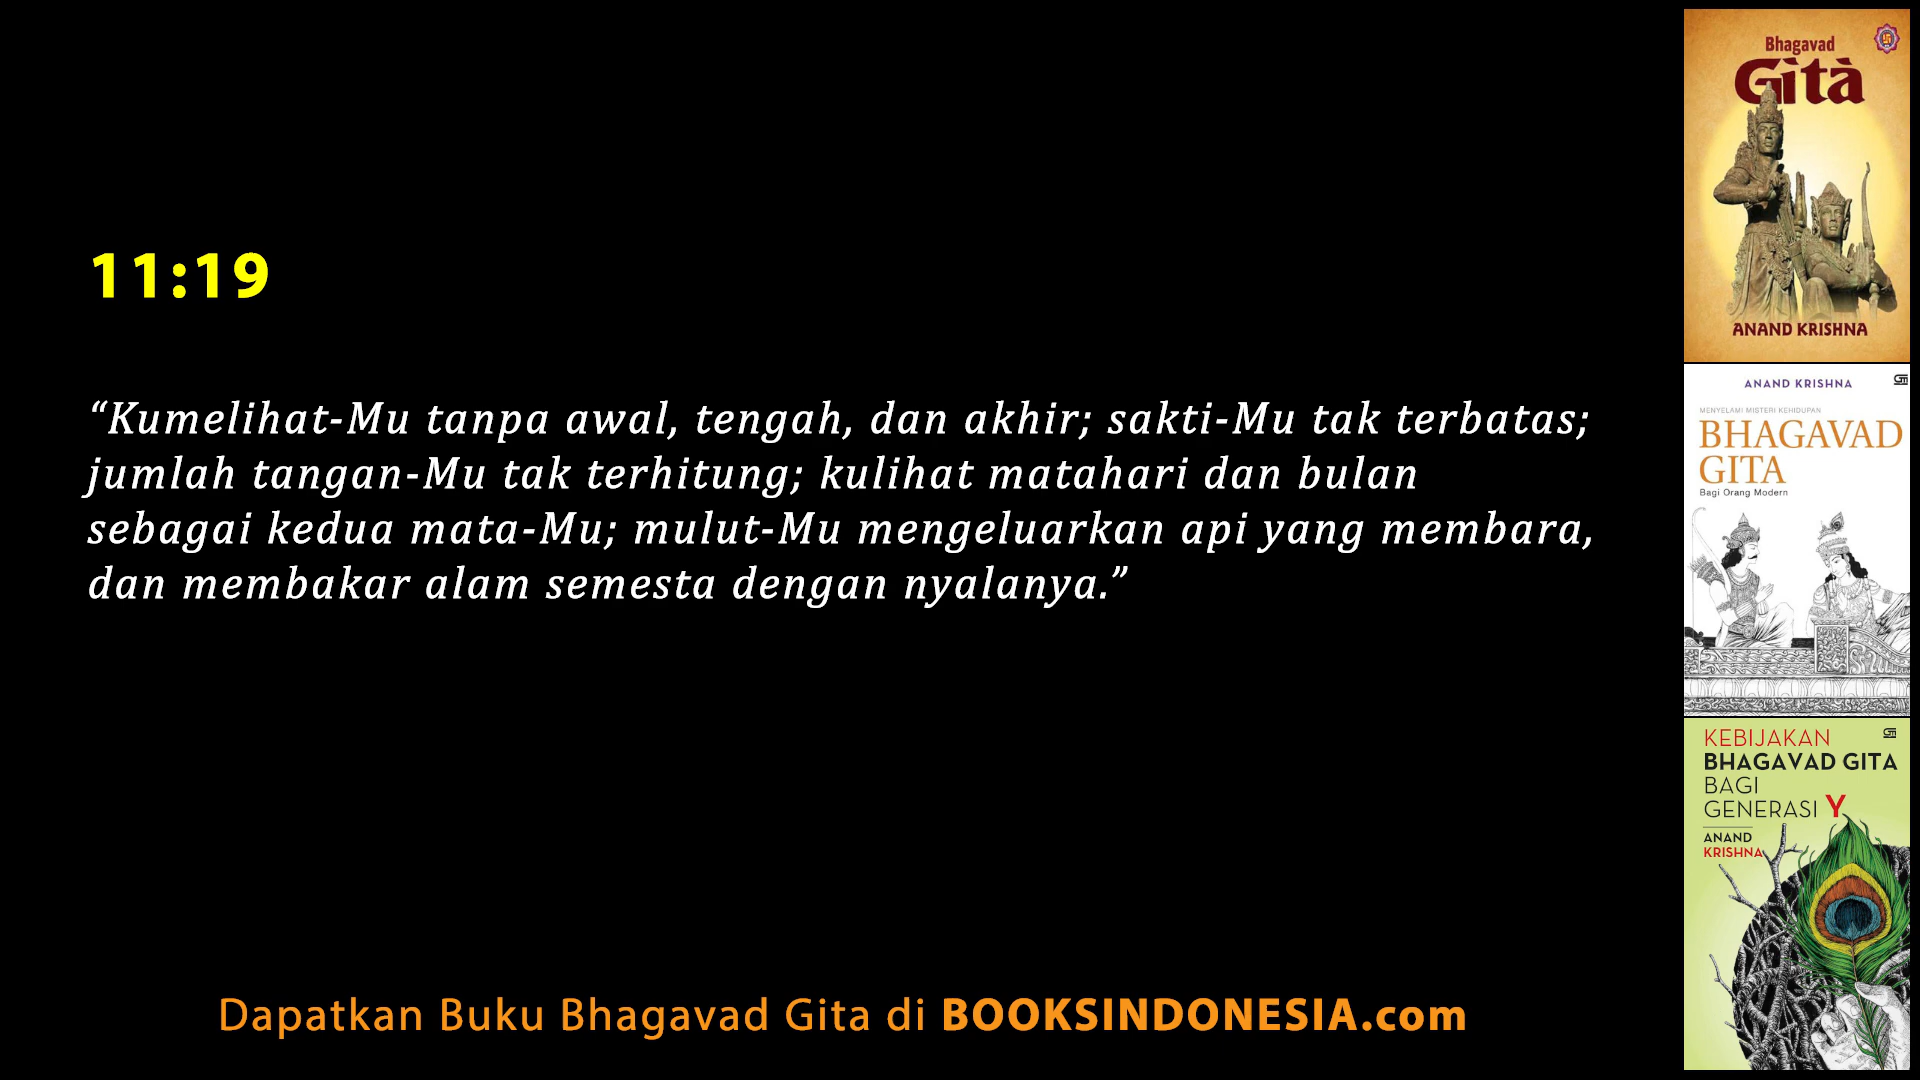 11:19
“Kumelihat-Mu tanpa awal, tengah, dan akhir; sakti-Mu tak terbatas;
jumlah tangan-Mu tak terhitung; kulihat matahari dan bulan
sebagai kedua mata-Mu; mulut-Mu mengeluarkan api yang membara,
dan membakar alam semesta dengan nyalanya.”
Dapatkan Buku Bhagavad Gita di BOOKSINDONESIA.com
Bhagavad
Gità
ANAND KRISHNA
ANAND KRISHNA
MENYELAMI MISTERI KEHIDUPAN
BHAGAVAD
GITA
Bagi Orang Modern
KEBIJAKAN
BHAGAVAD GITA
BAGI
GENERASI Y
ANAND
KRISHNA